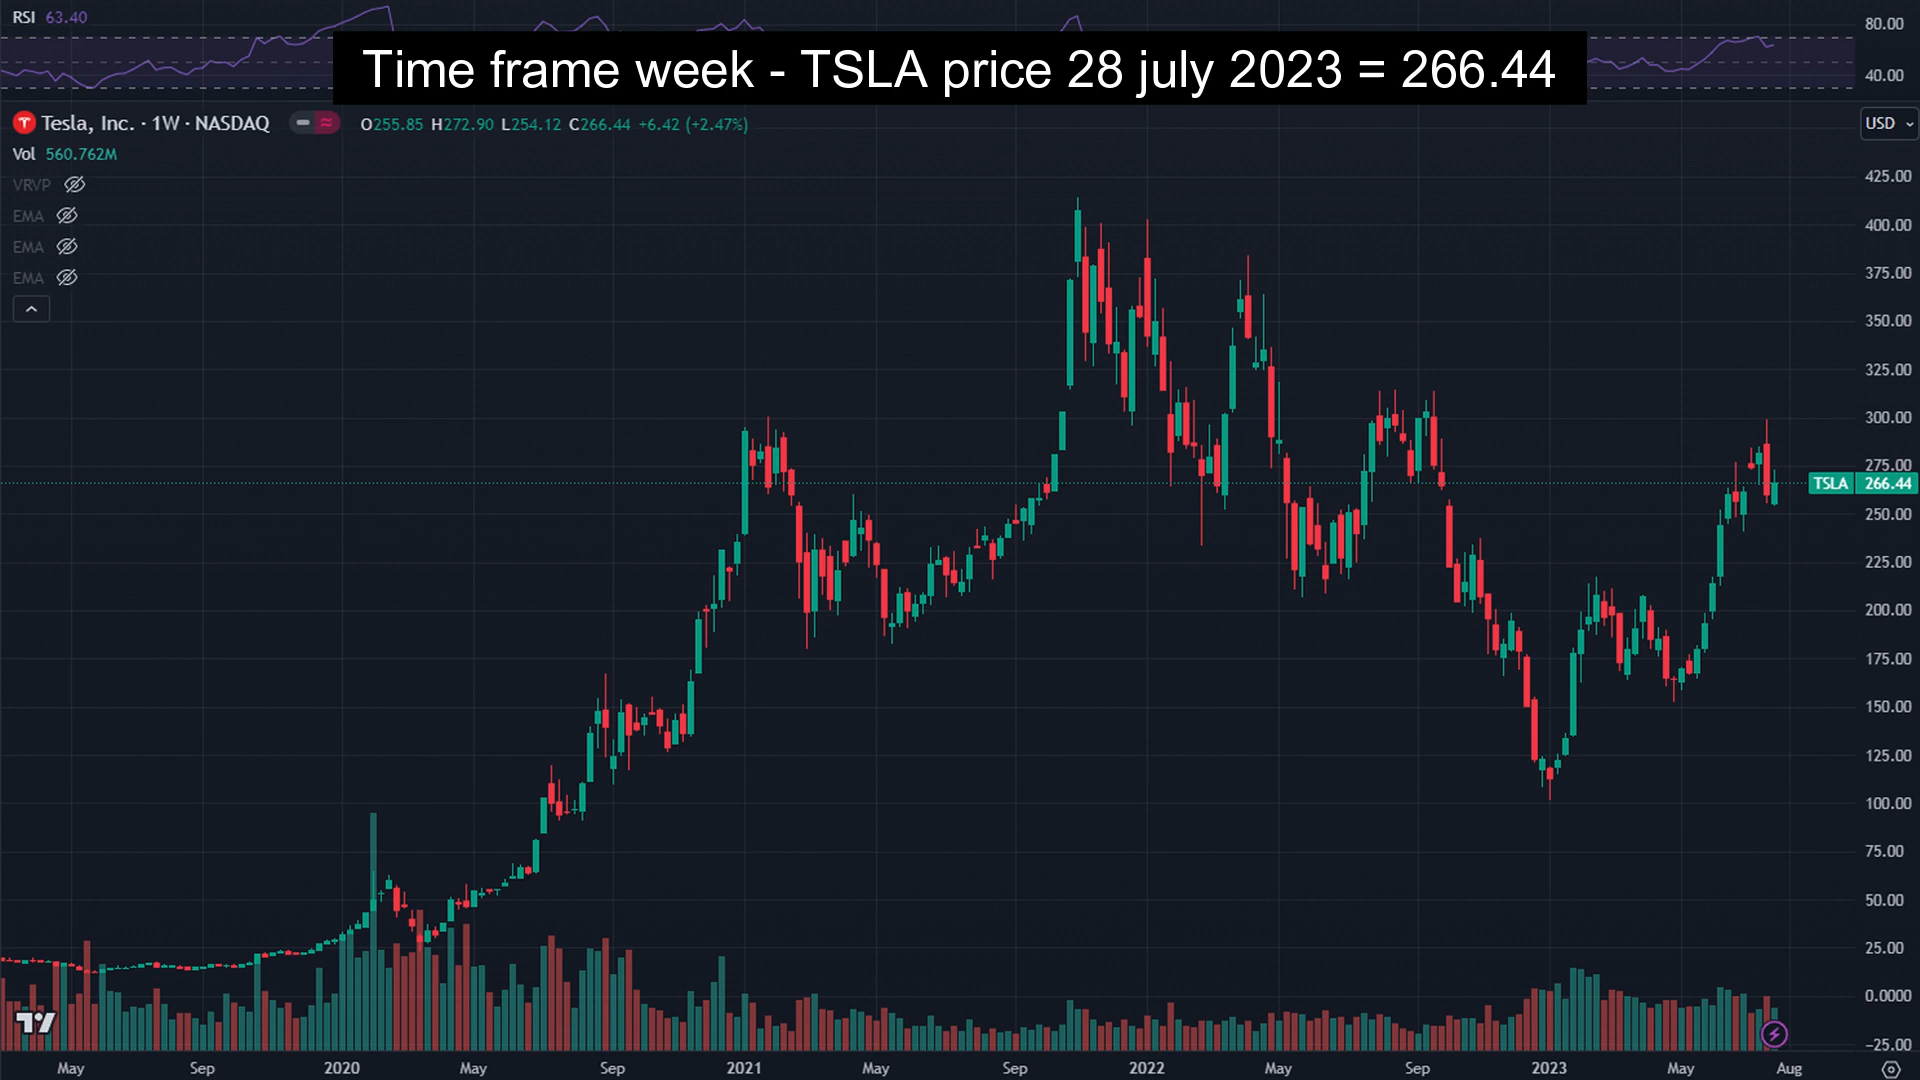 RSI 63.40
80.00
Time frame week - TSLA price 28 july 2023 = 266.44
40.00
Tesla, Inc. · 1W · NASDAQ O255.85 H272.90 L254.12 C266.44 +6.42 (+2.47%)
USD
Vol 560.762M
VRVP
EMA
EMA
EMA
425.00
400.00
375.00
350.00
325.00
300.00
275.00
TSLA 266.44
250.00
225.00
200.00
175.00
150.00
125.00
100.00
75.00
50.00
25.00
0.0000
−25.00
May Sep 2020 May Sep 2021 May Sep 2022 May Sep 2023 May Aug